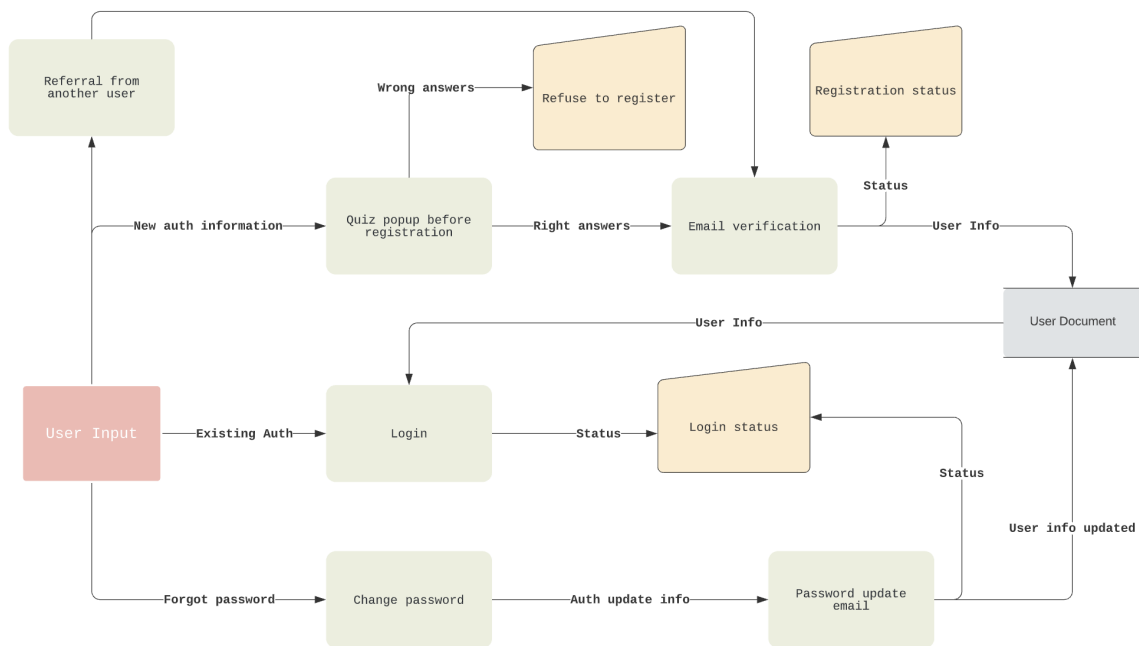 Referral from
another user
Wrong answers
Refuse to register
Registration status
Status
New auth information
Quiz popup before
registration
Right answers
Email verification
User Info
User Info
User Document
User Input
Existing Auth
Login
Status
Login status
Status
User info updated
Forgot password
Change password
Auth update info
Password update
email